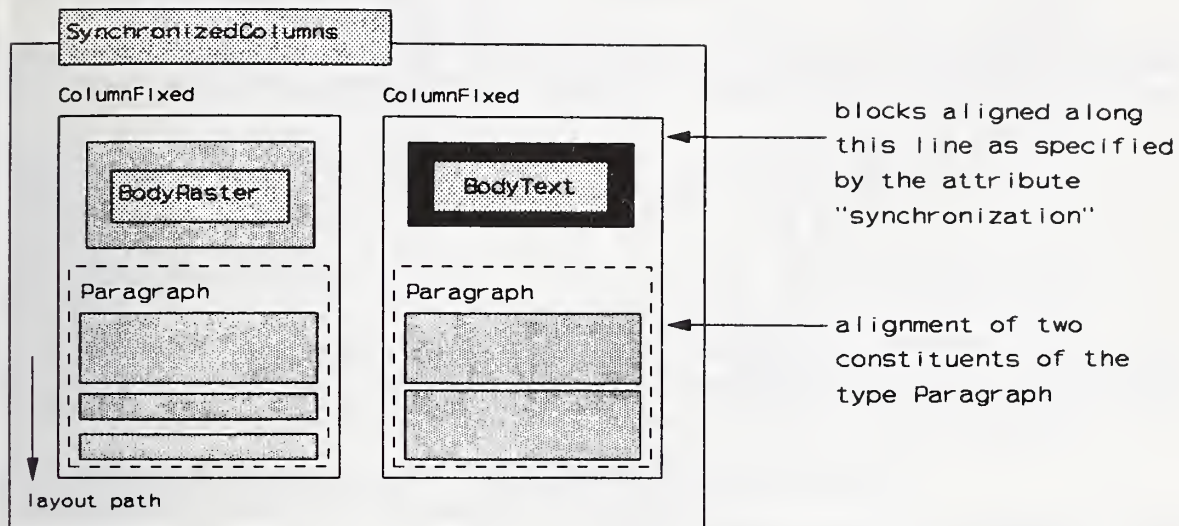 SynchronizedColumns
ColumnFixed
ColumnFixed
BodyRaster
BodyText
Paragraph
Paragraph
layout path
blocks aligned along
this line as specified
by the attribute
"synchronization"
alignment of two
constituents of the
type Paragraph